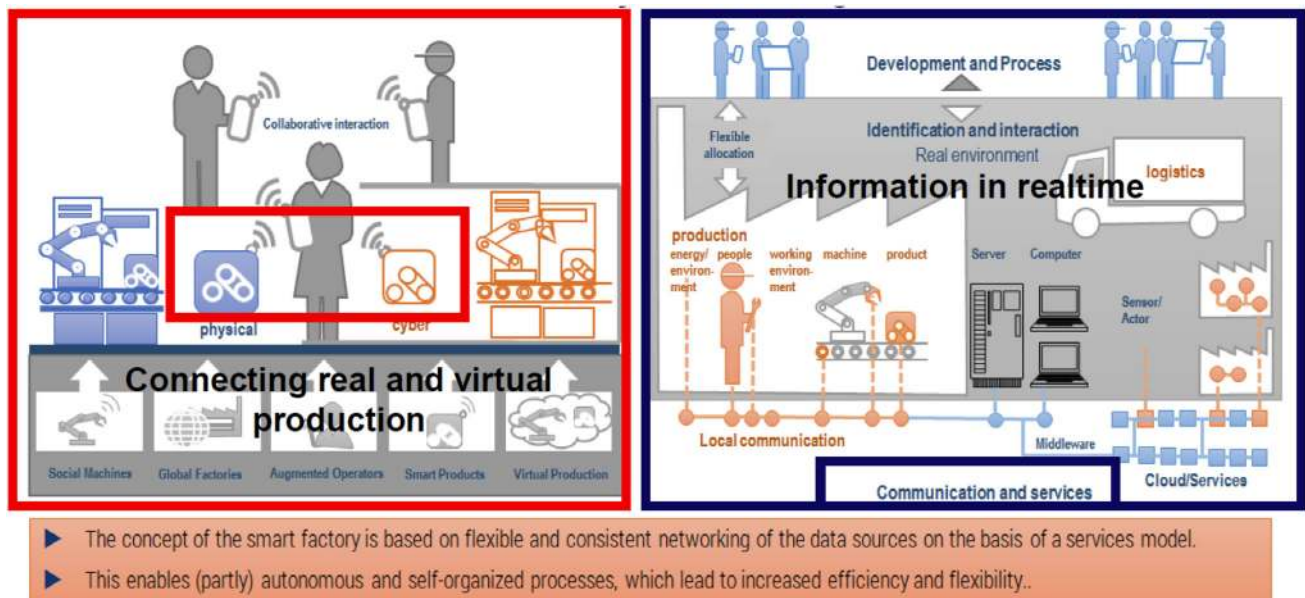 Collaborative interaction
physical
cyber
Connecting real and virtual
production
Social Machines
Global Factories
Augmented Operators
Smart Products
Virtual Production
Development and Process
Flexible
allocation
Identification and interaction
Real environment
Information in realtime
logistics
production
energy/
environ-
ment
people
working
environ-
ment
machine
product
Server
Computer
Sensor/
Actor
Local communication
Middleware
Cloud/Services
Communication and services
The concept of the smart factory is based on flexible and consistent networking of the data sources on the basis of a services model.
This enables (partly) autonomous and self-organized processes, which lead to increased efficiency and flexibility..